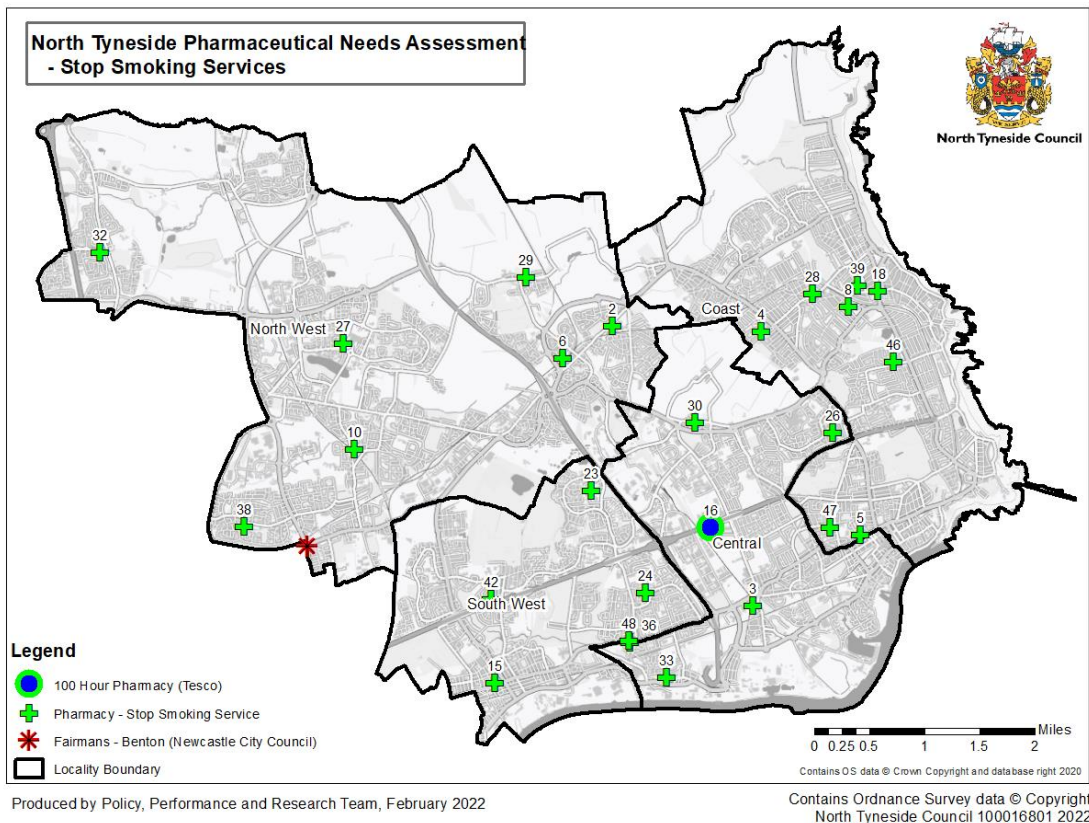 North Tyneside Pharmaceutical Needs Assessment
- Stop Smoking Services
North Tyneside Council
32
29
28
39
18
8
2
Coast
4
North West
27
6
46
30
26
10
23
38
16
47
5
Central
42
24
South West
3
48
36
15
33
Legend
100 Hour Pharmacy (Tesco)
Pharmacy - Stop Smoking Service
Fairmans - Benton (Newcastle City Council)
Locality Boundary
Miles
0 0.25 0.5 1 2
Contains OS data © Crown Copyright and database right 2020
Produced by Policy, Performance and Research Team, February 2022
Contains Ordnance Survey data © Copyright
North Tyneside Council 100016801 2022